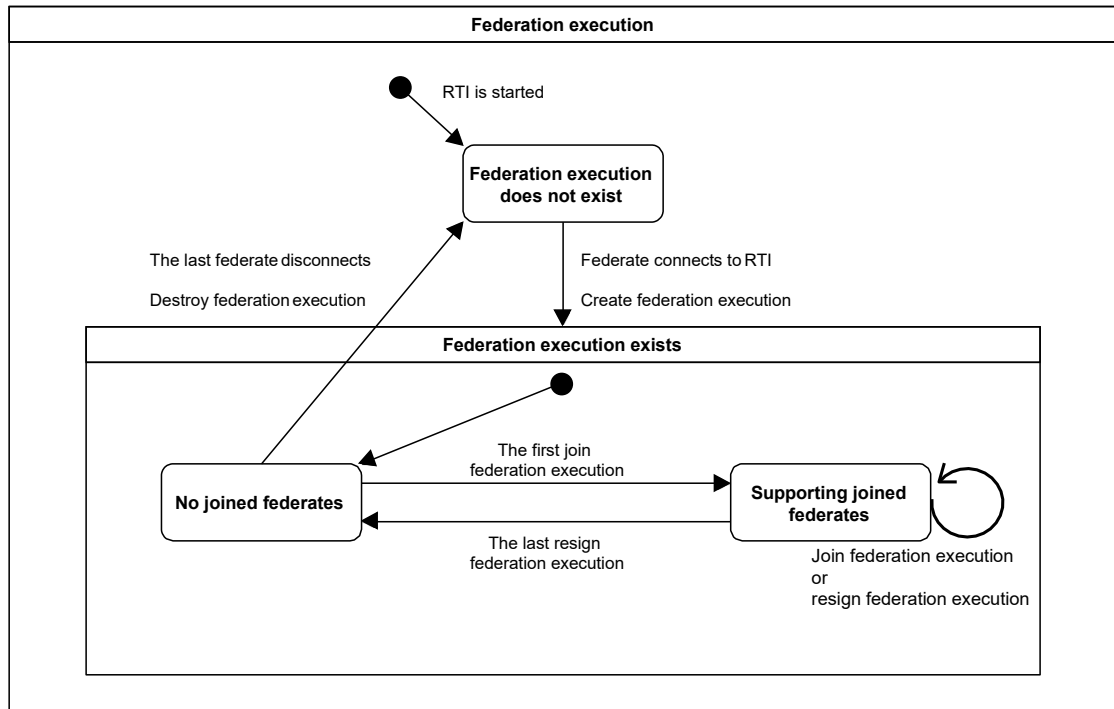 Federation execution
RTI is started
Federation execution
does not exist
The last federate disconnects
Destroy federation execution
Federate connects to RTI
Create federation execution
Federation execution exists
The first join
federation execution
No joined federates
Supporting joined
federates
The last resign
federation execution
Join federation execution
or
resign federation execution